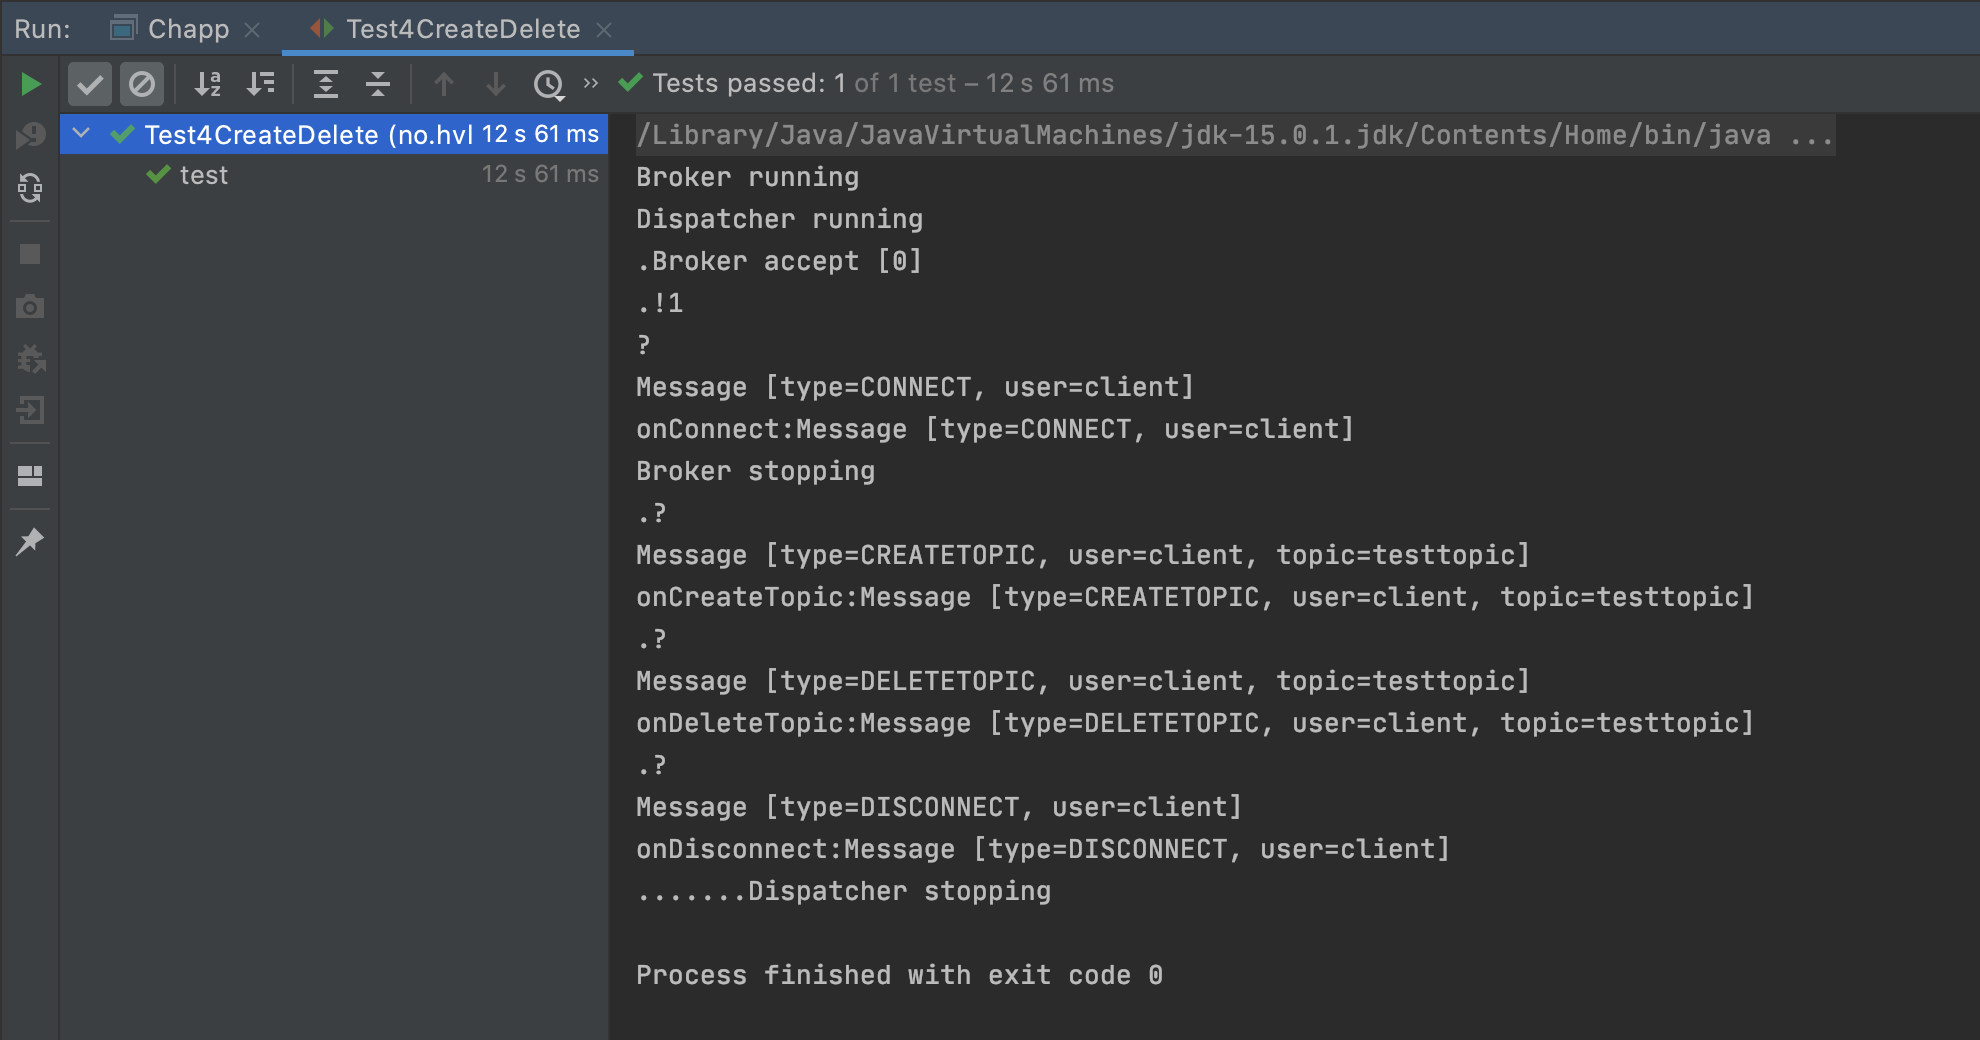 Run: Chapp Test4CreateDelete
Tests passed: 1 of 1 test – 12 s 61 ms
Test4CreateDelete (no.hvl 12 s 61 ms
test 12 s 61 ms
/Library/Java/JavaVirtualMachines/jdk-15.0.1.jdk/Contents/Home/bin/java ...
Broker running
Dispatcher running
.Broker accept [0]
.!1
?
Message [type=CONNECT, user=client]
onConnect:Message [type=CONNECT, user=client]
Broker stopping
.?
Message [type=CREATETOPIC, user=client, topic=testtopic]
onCreateTopic:Message [type=CREATETOPIC, user=client, topic=testtopic]
.?
Message [type=DELETETOPIC, user=client, topic=testtopic]
onDeleteTopic:Message [type=DELETETOPIC, user=client, topic=testtopic]
.?
Message [type=DISCONNECT, user=client]
onDisconnect:Message [type=DISCONNECT, user=client]
.......Dispatcher stopping
Process finished with exit code 0